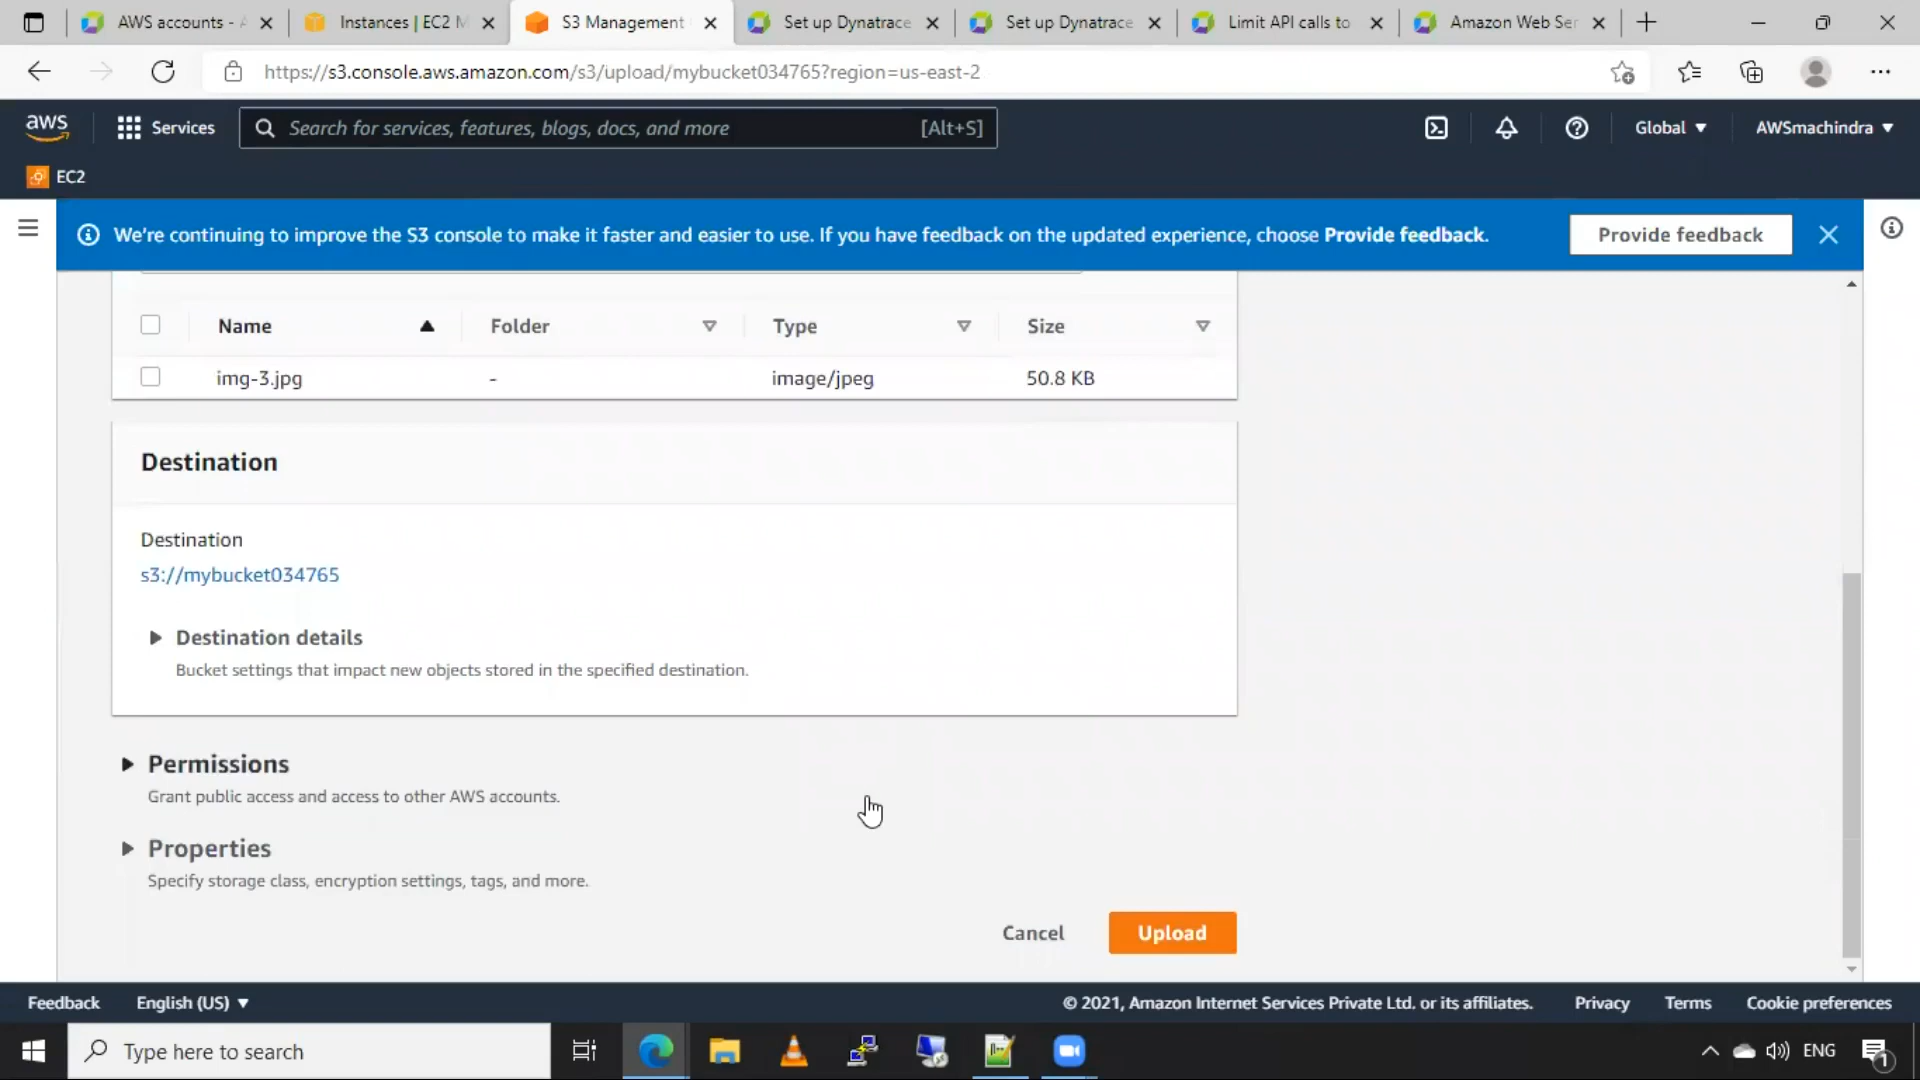 AWS accounts - A
Instances | EC2 M
S3 Management
Set up Dynatrace
Set up Dynatrace
Limit API calls to
Amazon Web Ser
https://s3.console.aws.amazon.com/s3/upload/mybucket034765?region=us-east-2
aws
Services
Search for services, features, blogs, docs, and more
[Alt+S]
Global
AWSmachindra
EC2
We're continuing to improve the S3 console to make it faster and easier to use. If you have feedback on the updated experience, choose Provide feedback.
Provide feedback
Name
Folder
Type
Size
img-3.jpg
-
image/jpeg
50.8 KB
Destination
Destination
s3://mybucket034765
Destination details
Bucket settings that impact new objects stored in the specified destination.
Permissions
Grant public access and access to other AWS accounts.
Properties
Specify storage class, encryption settings, tags, and more.
Cancel
Upload
Feedback
English (US)
© 2021, Amazon Internet Services Private Ltd. or its affiliates.
Privacy
Terms
Cookie preferences
Type here to search
ENG
1